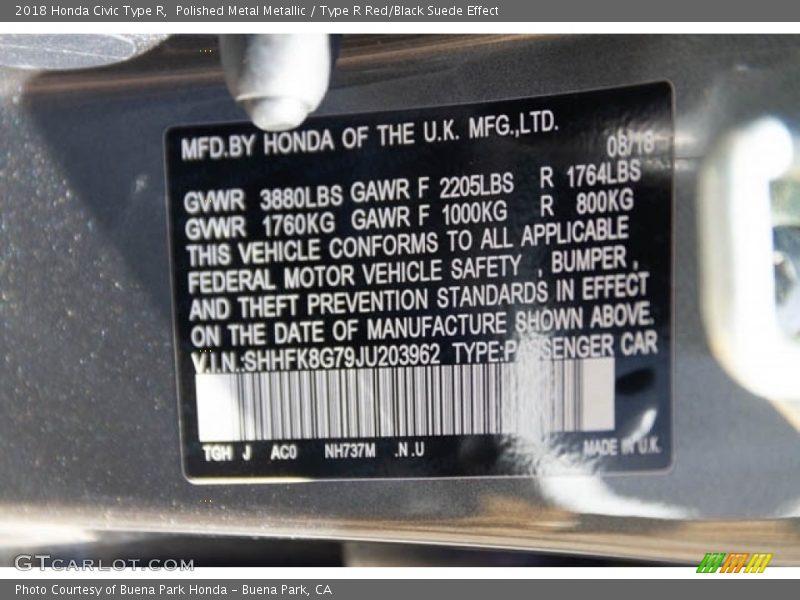 2018 Honda Civic Type R, Polished Metal Metallic / Type R Red/Black Suede Effect
MFD.BY HONDA OF THE U.K. MFG.,LTD.
08/18
GVWR 3880LBS GAWR F 2205LBS R 1764LBS
GVWR 1760KG GAWR F 1000KG R 800KG
THIS VEHICLE CONFORMS TO ALL APPLICABLE
FEDERAL MOTOR VEHICLE SAFETY , BUMPER ,
AND THEFT PREVENTION STANDARDS IN EFFECT
ON THE DATE OF MANUFACTURE SHOWN ABOVE.
V.I.N.:SHHFK8G79JU203962 TYPE:PASSENGER CAR
TGH J AC0 NH737M .N.U MADE IN U.K.
GTCARLOT.COM
Photo Courtesy of Buena Park Honda – Buena Park, CA